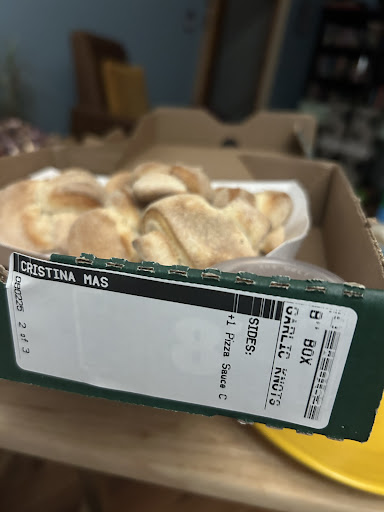 CRISTINA MAS
2 of 3
8" BOX
GARLIC KNOTS
SIDES:
+1 Pizza Sauce C